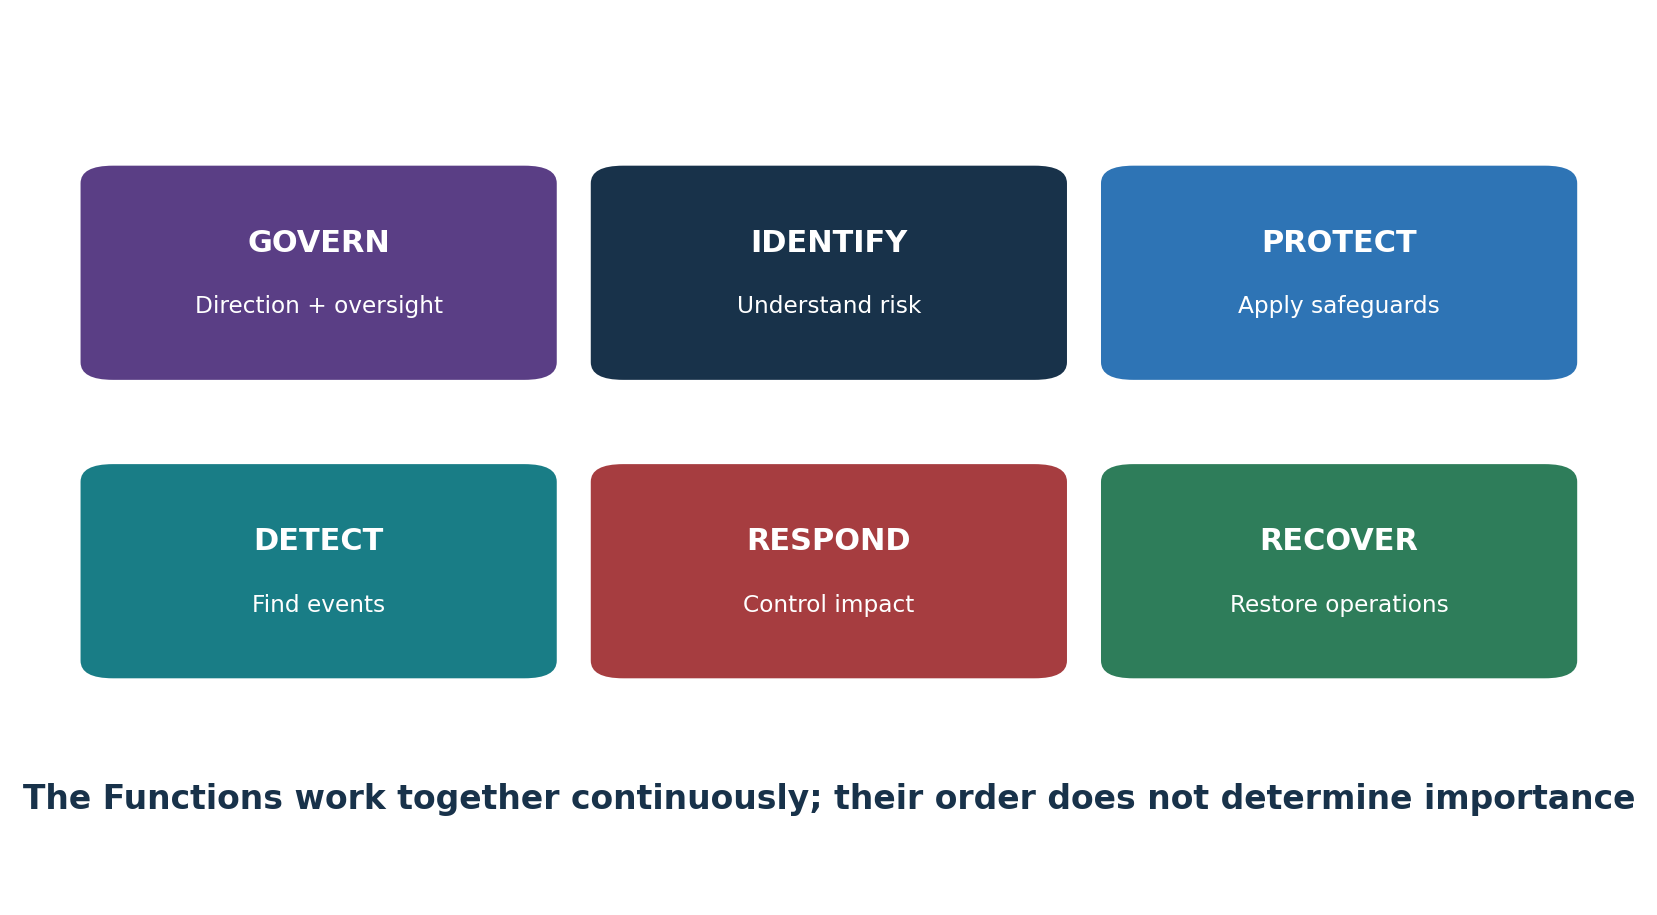 GOVERN
Direction + oversight
IDENTIFY
Understand risk
PROTECT
Apply safeguards
DETECT
Find events
RESPOND
Control impact
RECOVER
Restore operations
The Functions work together continuously; their order does not determine importance